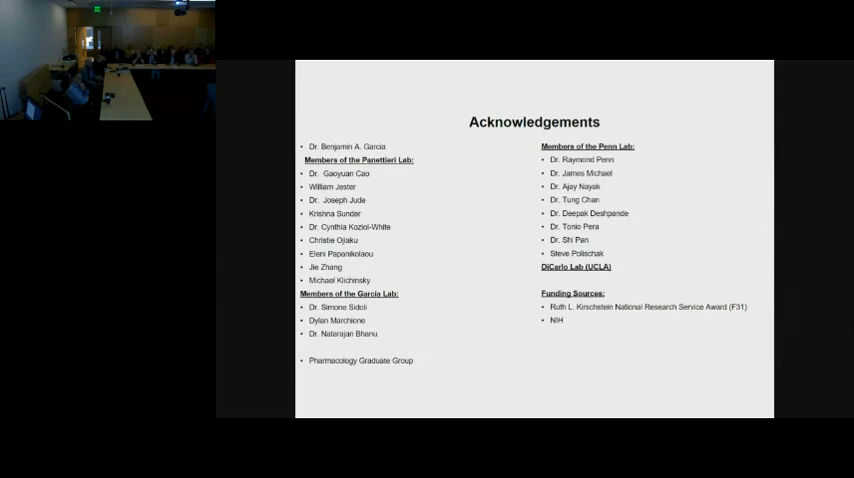 Acknowledgements
• Dr. Benjamin A. Garcia
Members of the Panettieri Lab:
• Dr. Gaoyuan Cao
• William Jester
• Dr. Joseph Jude
• Krishna Sunder
• Dr. Cynthia Koziol-White
• Christie Ojiaku
• Eleni Papanikolaou
• Jie Zhang
• Michael Klichinsky
Members of the Garcia Lab:
• Dr. Simone Sidoli
• Dylan Marchione
• Dr. Natarajan Bhanu
• Pharmacology Graduate Group
Members of the Penn Lab:
• Dr. Raymond Penn
• Dr. James Michael
• Dr. Ajay Nayak
• Dr. Tung Chan
• Dr. Deepak Deshpande
• Dr. Tonio Pera
• Dr. Shi Pan
• Steve Polischak
DiCarlo Lab (UCLA)
Funding Sources:
• Ruth L. Kirschstein National Research Service Award (F31)
• NIH